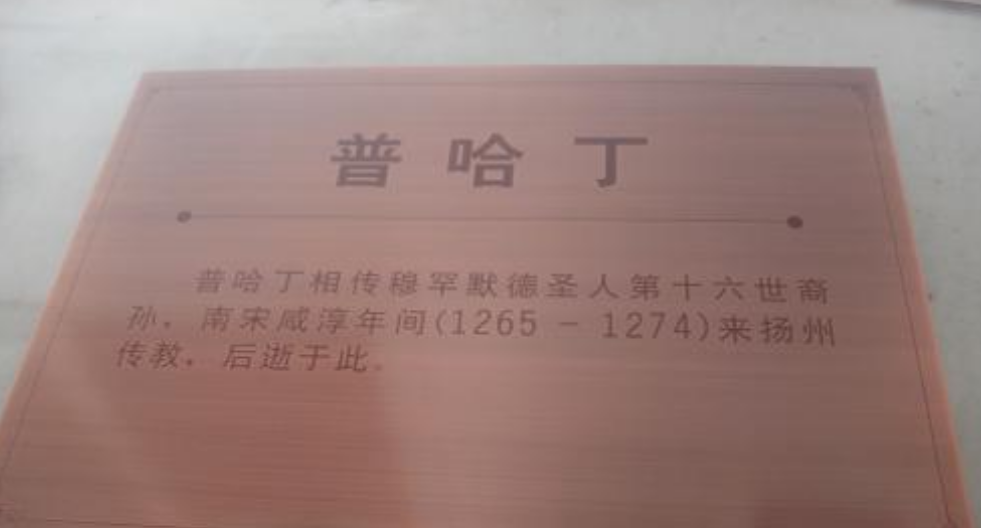 普哈丁
普哈丁相传穆罕默德圣人第十六世裔
孙，南宋咸淳年间(1265 - 1274)来扬州
传教，后逝于此。